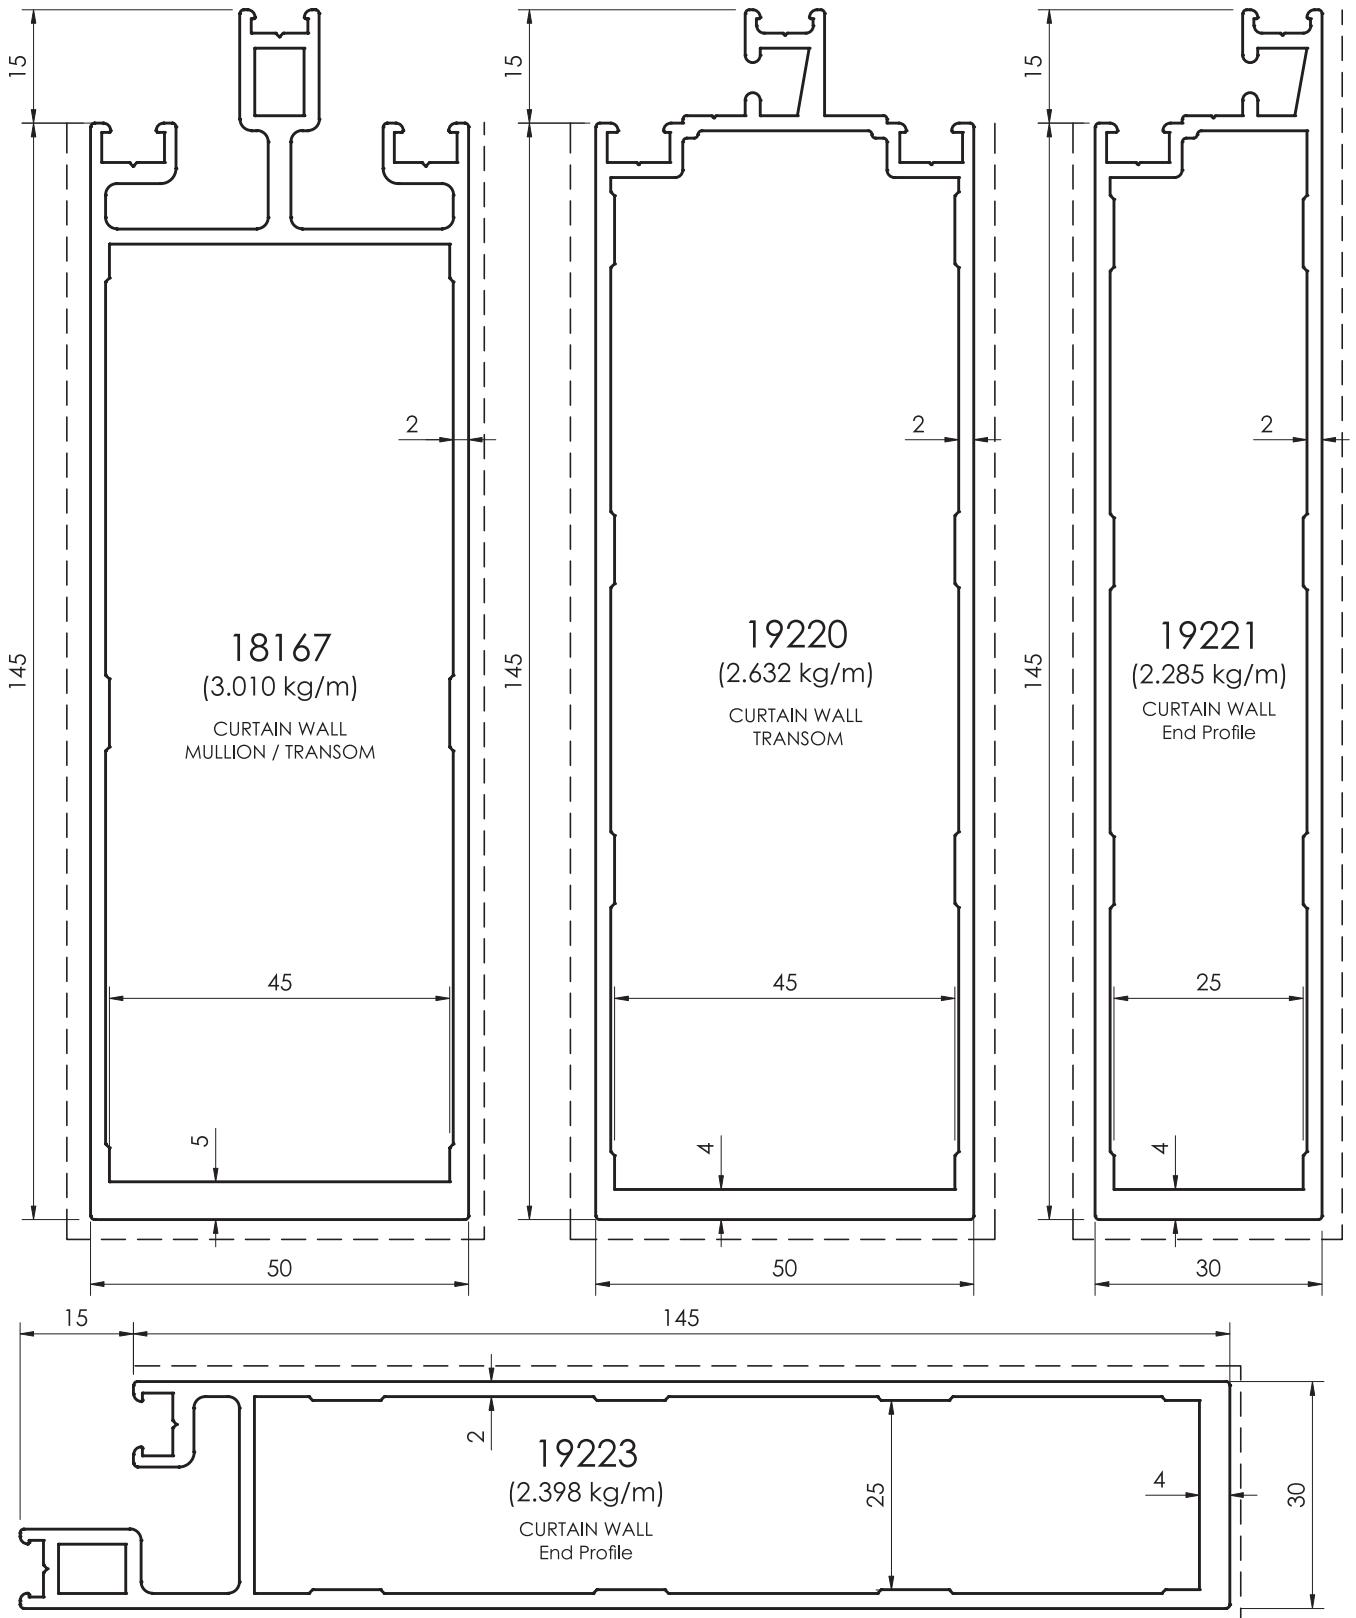 15
145
2
18167
(3.010 kg/m)
CURTAIN WALL
MULLION / TRANSOM
45
5
50
15
145
2
19220
(2.632 kg/m)
CURTAIN WALL
TRANSOM
45
4
50
15
145
2
19221
(2.285 kg/m)
CURTAIN WALL
End Profile
25
4
30
15
145
2
19223
(2.398 kg/m)
CURTAIN WALL
End Profile
25
4
30